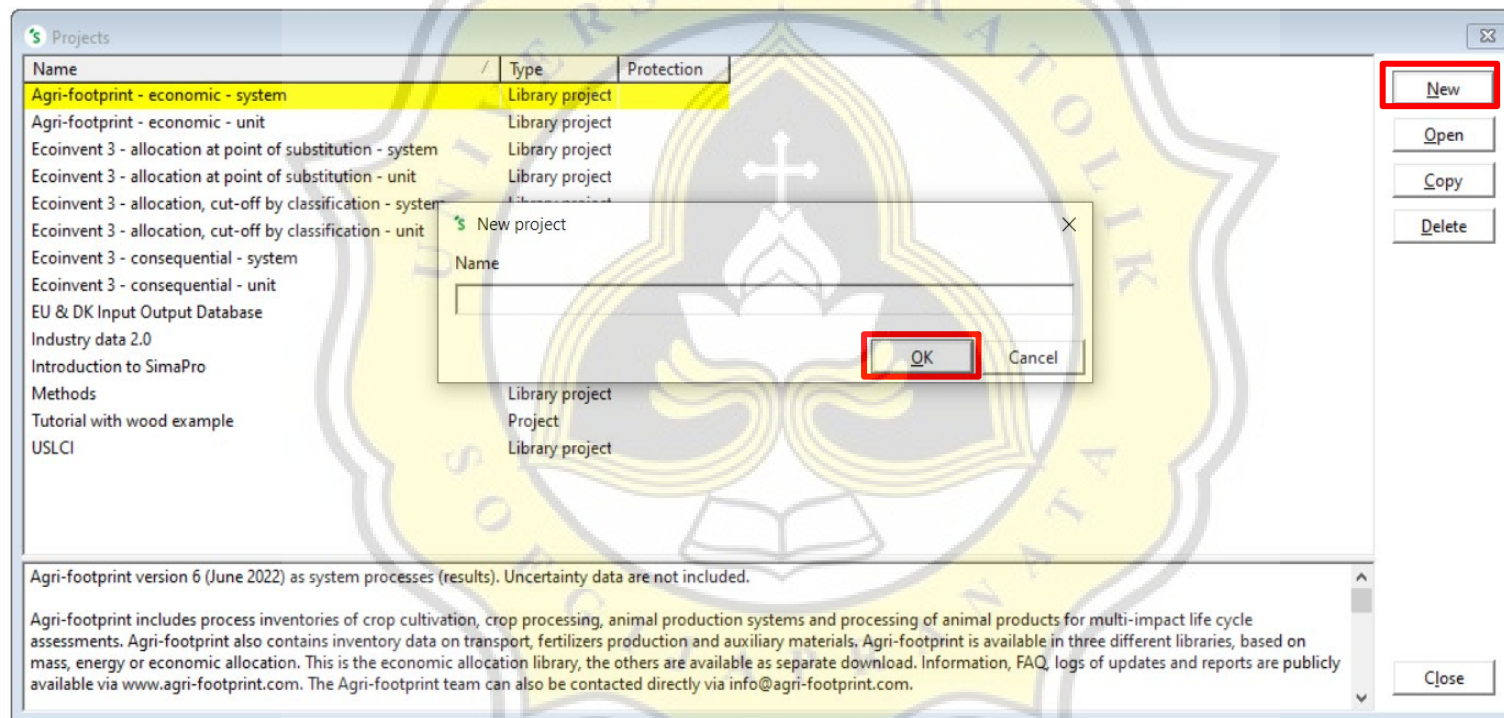 Projects
Name Type Protection
Agri-footprint - economic - system Library project
Agri-footprint - economic - unit Library project
Ecoinvent 3 - allocation at point of substitution - system Library project
Ecoinvent 3 - allocation at point of substitution - unit Library project
Ecoinvent 3 - allocation, cut-off by classification - system
Ecoinvent 3 - allocation, cut-off by classification - unit
Ecoinvent 3 - consequential - system
Ecoinvent 3 - consequential - unit
EU & DK Input Output Database
Industry data 2.0
Introduction to SimaPro
Methods Library project
Tutorial with wood example Project
USLCI Library project
New project
Name
OK Cancel
New
Open
Copy
Delete
Agri-footprint version 6 (June 2022) as system processes (results). Uncertainty data are not included.
Agri-footprint includes process inventories of crop cultivation, crop processing, animal production systems and processing of animal products for multi-impact life cycle
assessments. Agri-footprint also contains inventory data on transport, fertilizers production and auxiliary materials. Agri-footprint is available in three different libraries, based on
mass, energy or economic allocation. This is the economic allocation library, the others are available as separate download. Information, FAQ, logs of updates and reports are publicly
available via www.agri-footprint.com. The Agri-footprint team can also be contacted directly via info@agri-footprint.com.
Close